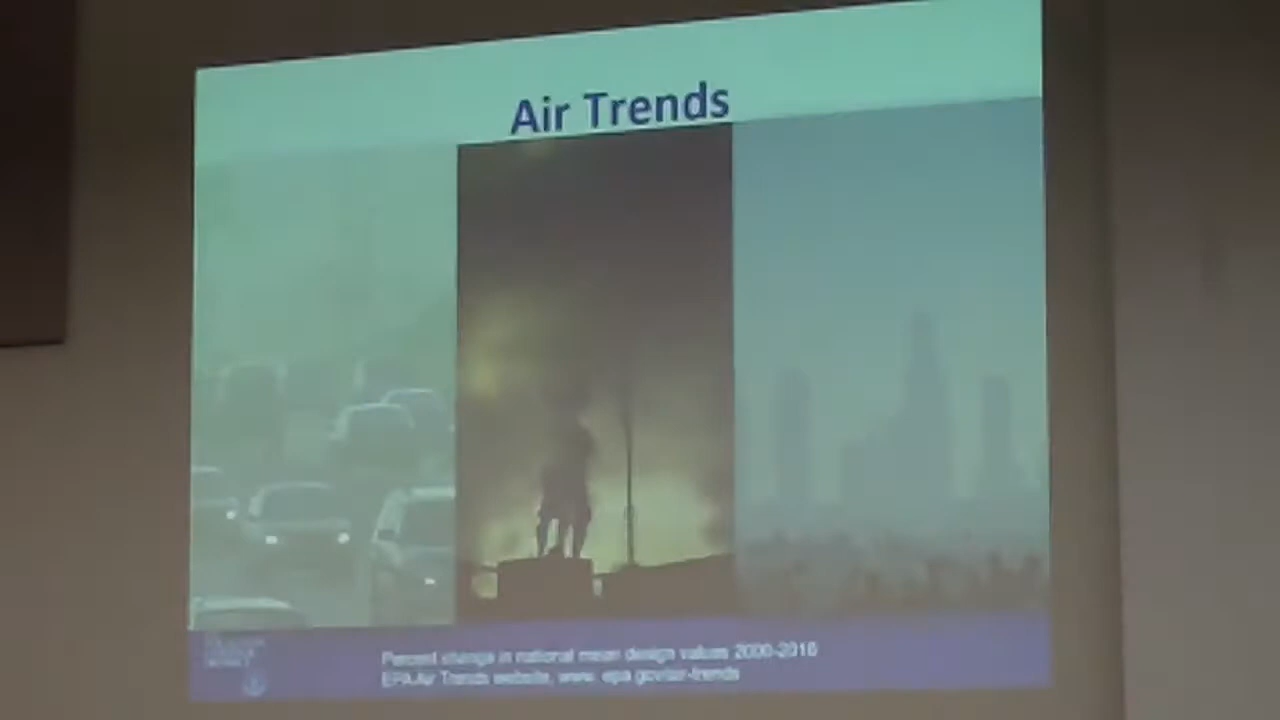 Air Trends
Percent change in national mean design values 2000-2016
EPA Air Trends website, www. epa.gov/air-trends